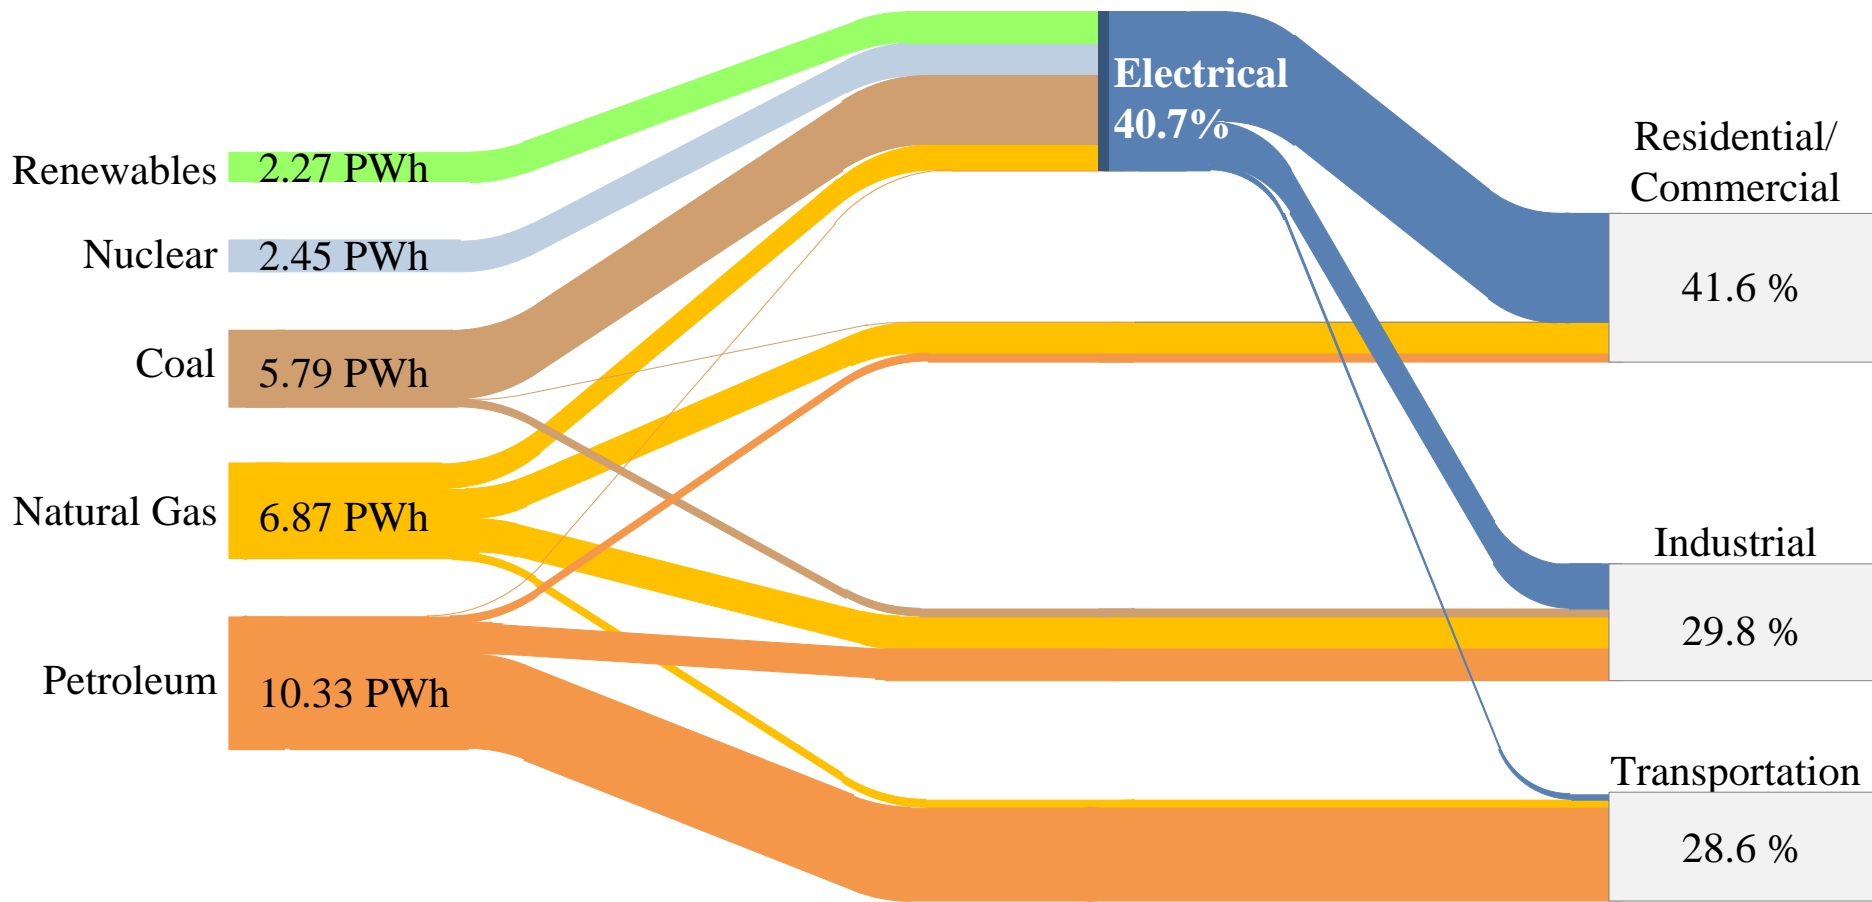 Electrical
40.7%
Renewables
2.27 PWh
Nuclear
2.45 PWh
Coal
5.79 PWh
Natural Gas
6.87 PWh
Petroleum
10.33 PWh
Residential/
Commercial
41.6 %
Industrial
29.8 %
Transportation
28.6 %